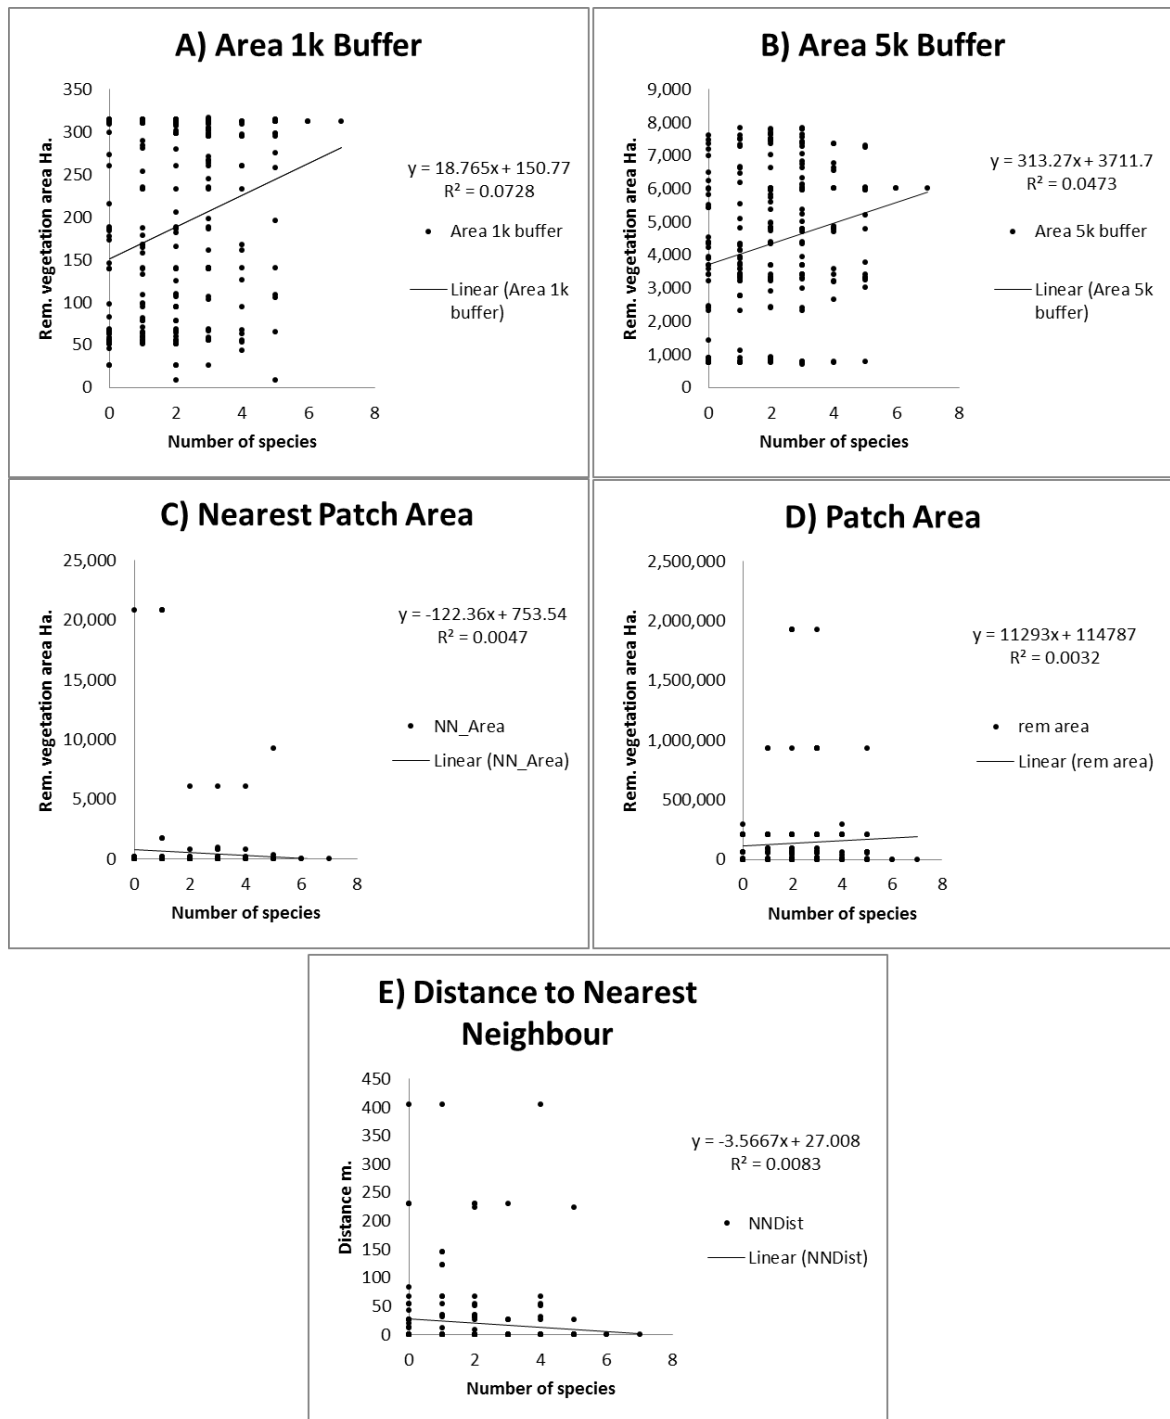 A) Area 1k Buffer
350
300
250
200
150
100
50
0
Rem. vegetation area Ha.
0 2 4 6 8
Number of species
y = 18.765x + 150.77
R² = 0.0728
Area 1k buffer
Linear (Area 1k
buffer)
B) Area 5k Buffer
9,000
8,000
7,000
6,000
5,000
4,000
3,000
2,000
1,000
0
Rem. vegetation area Ha.
0 2 4 6 8
Number of species
y = 313.27x + 3711.7
R² = 0.0473
Area 5k buffer
Linear (Area 5k
buffer)
C) Nearest Patch Area
25,000
20,000
15,000
10,000
5,000
0
Rem. vegetation area Ha.
0 2 4 6 8
Number of species
y = -122.36x + 753.54
R² = 0.0047
NN_Area
Linear (NN_Area)
D) Patch Area
2,500,000
2,000,000
1,500,000
1,000,000
500,000
0
Rem. vegetation area Ha.
0 2 4 6 8
Number of species
y = 11293x + 114787
R² = 0.0032
rem area
Linear (rem area)
E) Distance to Nearest
Neighbour
450
400
350
300
250
200
150
100
50
0
Distance m.
0 2 4 6 8
Number of species
y = -3.5667x + 27.008
R² = 0.0083
NNDist
Linear (NNDist)